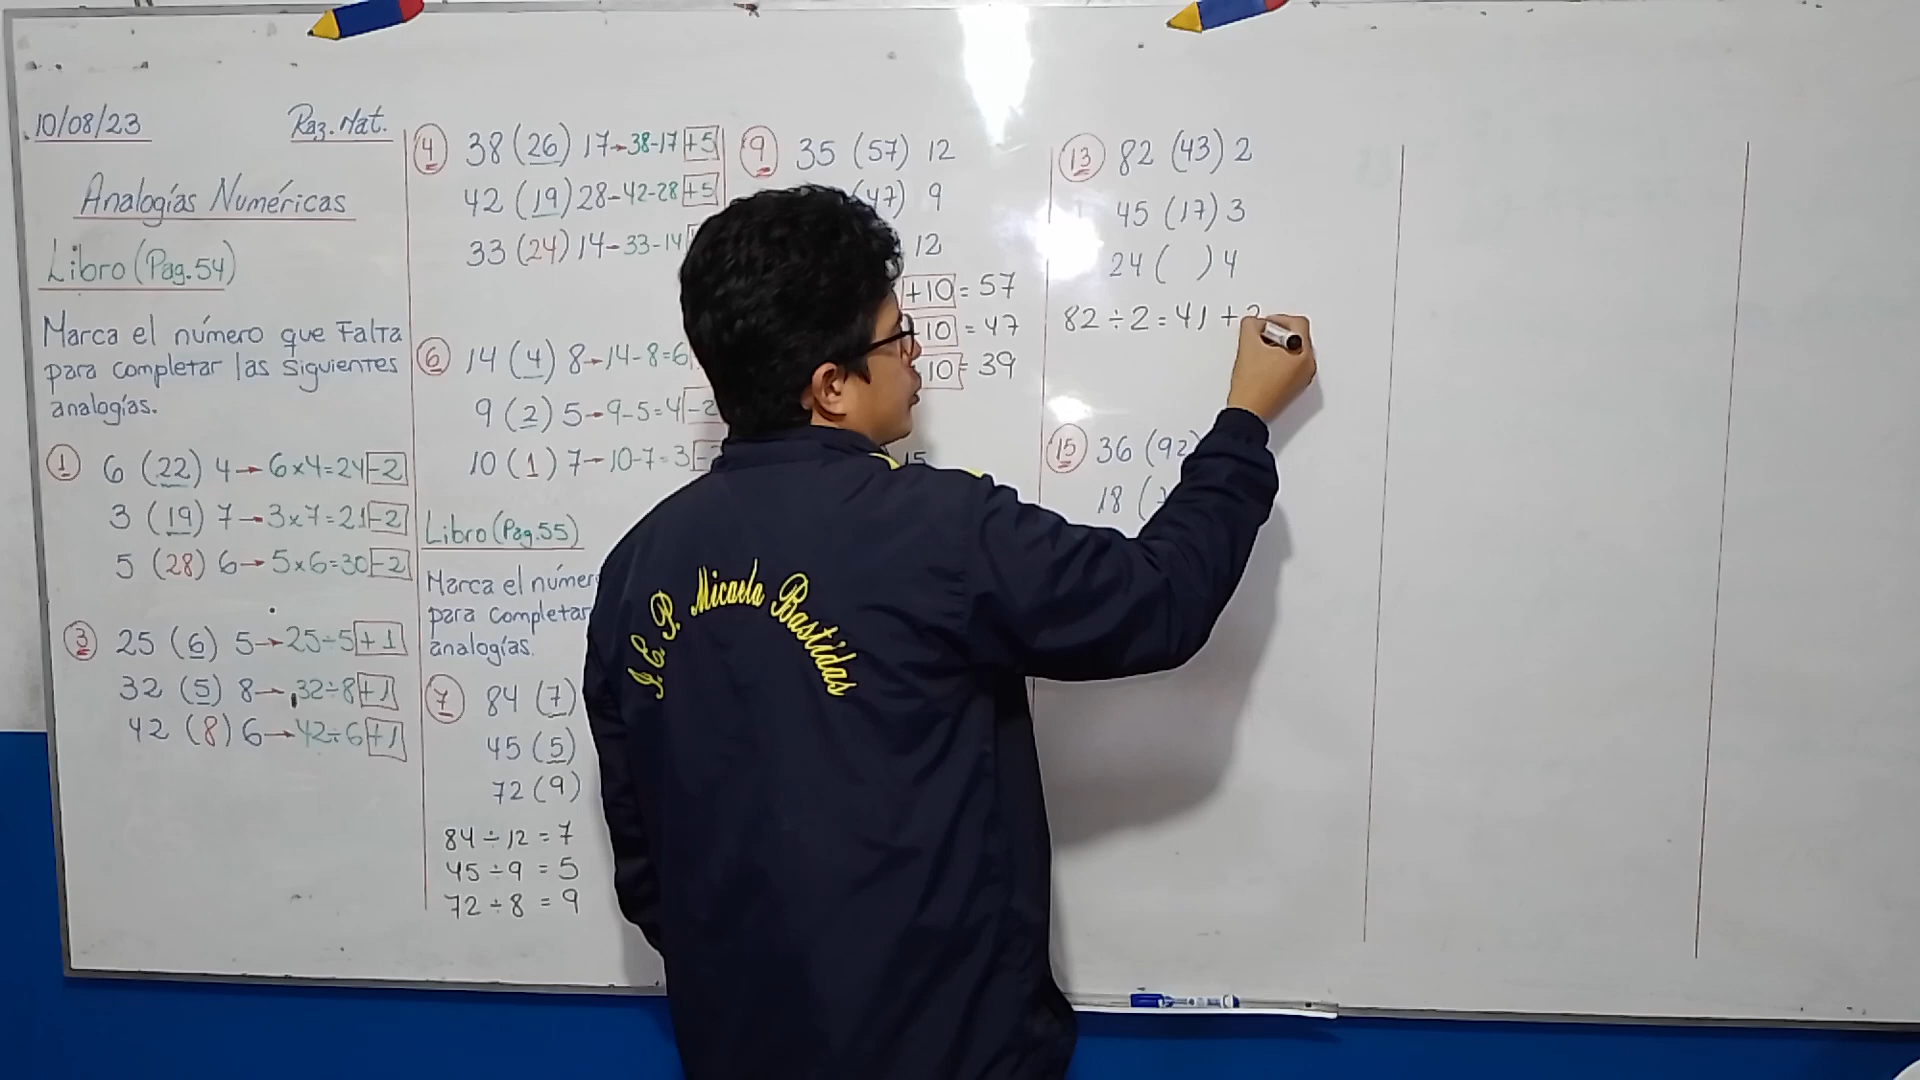 10/08/23
Raz. Mat.
Analogías Numéricas
Libro (Pag. 54)
Marca el número que Falta
para completar las siguientes
analogías.
1 6 (22) 4→6x4=24-2
3 (19) 7→3x7=21-2
5 (28) 6→5x6=30-2
3 25 (6) 5→25÷5+1
32 (5) 8→32÷8+1
42 (8) 6→42÷6+1
4 38 (26) 17→38-17+5
42 (19) 28-42-28+5
33 (24) 14-33-14
6 14 (4) 8→14-8=6
9 (2) 5→9-5=4-2
10 (1) 7→10-7=3
Libro (Pag. 55)
Marca el
para completar
analogías.
7 84 (7)
45 (5)
72 (9)
84÷12=7
45÷9=5
72÷8=9
9 35 (57) 12
(47) 9
12
+10=57
10=47
10=39
15
13 82 (43) 2
45 (17) 3
24 ( ) 4
82÷2=41+2
15 36 (92)
18 (
I.E.P. Micaela Bastidas